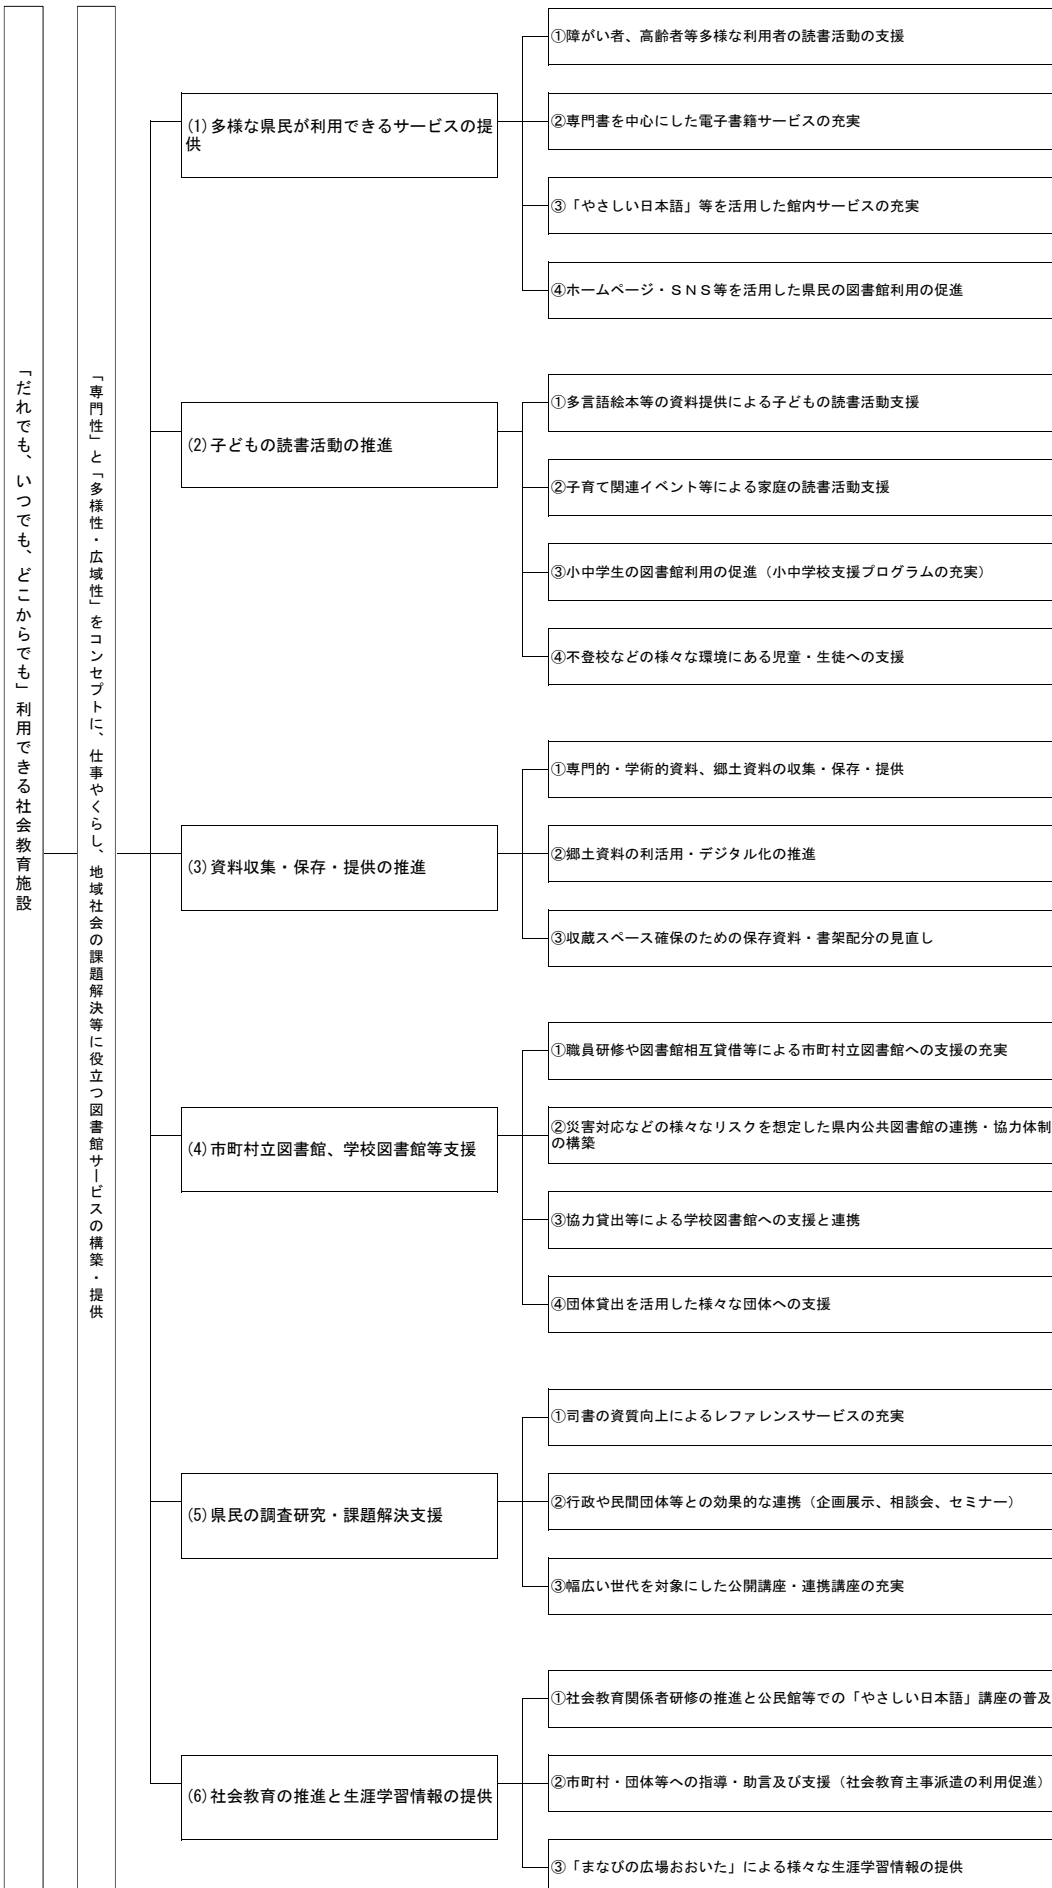 「だれでも、いつでも、どこからでも」利用できる社会教育施設
「専門性」と「多様性・広域性」をコンセプトに、仕事やくらし、地域社会の課題解決等に役立つ図書館サービスの構築・提供
(1)多様な県民が利用できるサービスの提
供
①障がい者、高齢者等多様な利用者の読書活動の支援
②専門書を中心にした電子書籍サービスの充実
③「やさしい日本語」等を活用した館内サービスの充実
④ホームページ・ＳＮＳ等を活用した県民の図書館利用の促進
(2)子どもの読書活動の推進
①多言語絵本等の資料提供による子どもの読書活動支援
②子育て関連イベント等による家庭の読書活動支援
③小中学生の図書館利用の促進（小中学校支援プログラムの充実）
④不登校などの様々な環境にある児童・生徒への支援
(3)資料収集・保存・提供の推進
①専門的・学術的資料、郷土資料の収集・保存・提供
②郷土資料の利活用・デジタル化の推進
③収蔵スペース確保のための保存資料・書架配分の見直し
(4)市町村立図書館、学校図書館等支援
①職員研修や図書館相互貸借等による市町村立図書館への支援の充実
②災害対応などの様々なリスクを想定した県内公共図書館の連携・協力体制
の構築
③協力貸出等による学校図書館への支援と連携
④団体貸出を活用した様々な団体への支援
(5)県民の調査研究・課題解決支援
①司書の資質向上によるレファレンスサービスの充実
②行政や民間団体等との効果的な連携（企画展示、相談会、セミナー）
③幅広い世代を対象にした公開講座・連携講座の充実
(6)社会教育の推進と生涯学習情報の提供
①社会教育関係者研修の推進と公民館等での「やさしい日本語」講座の普及
②市町村・団体等への指導・助言及び支援（社会教育主事派遣の利用促進）
③「まなびの広場おおいた」による様々な生涯学習情報の提供